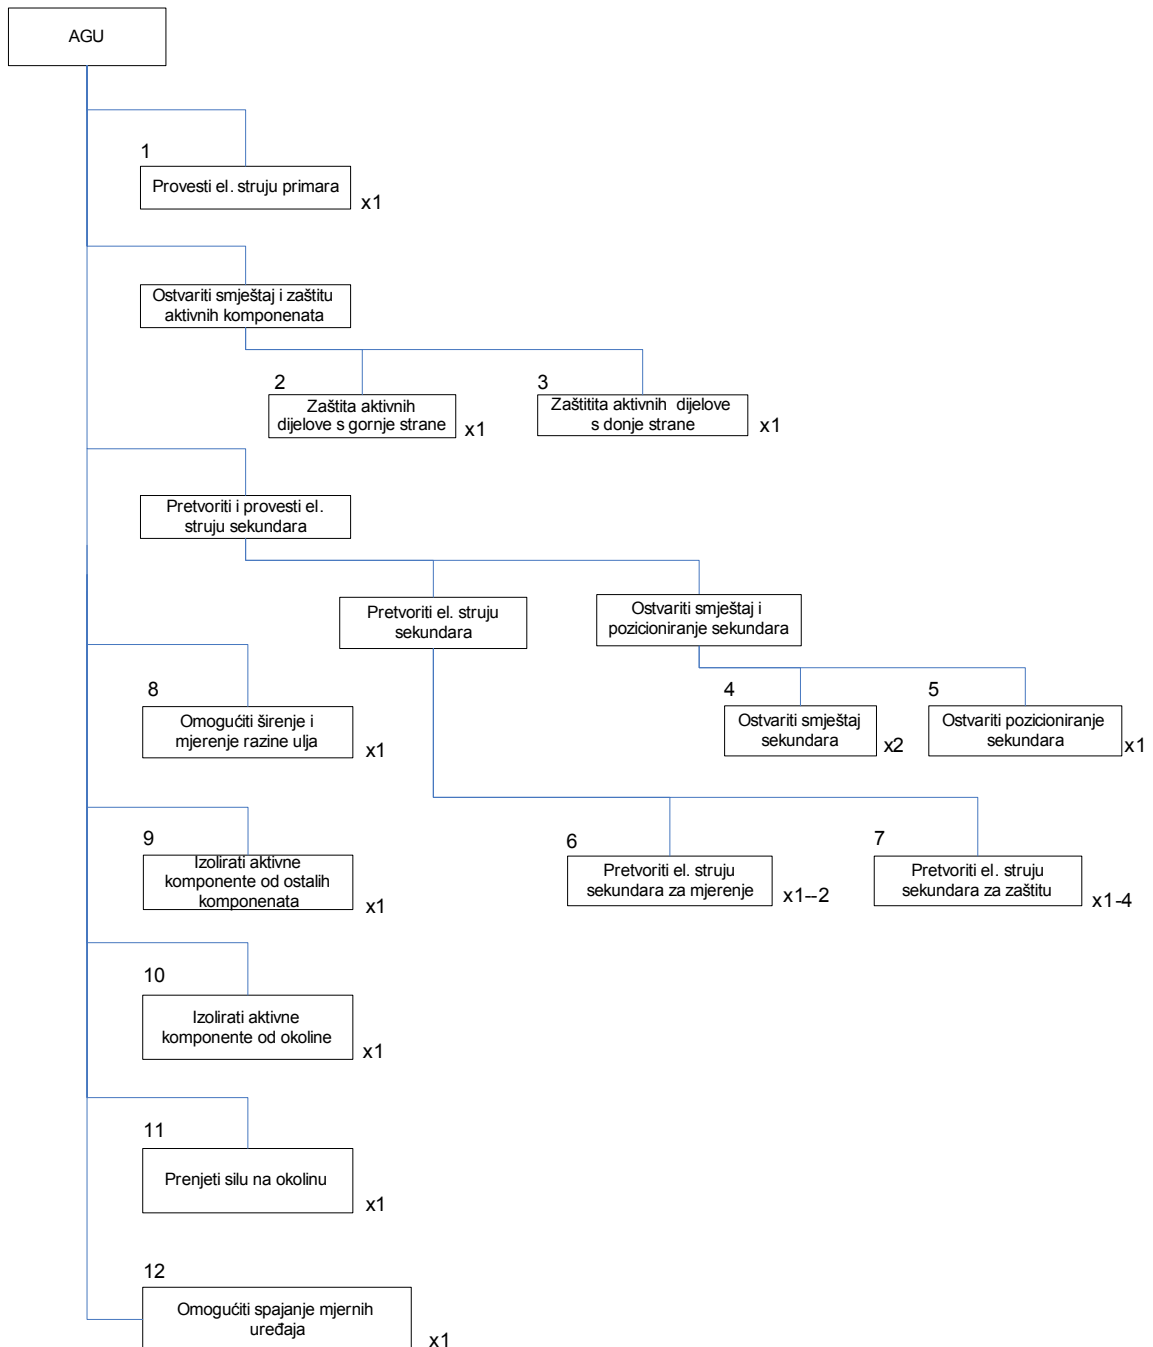 AGU
1
Provesti el. struju primara
x1
Ostvariti smještaj i zaštitu
aktivnih komponenata
2
Zaštita aktivnih
dijelove s gornje strane
x1
3
Zaštitita aktivnih dijelove
s donje strane
x1
Pretvoriti i provesti el.
struju sekundara
Pretvoriti el. struju
sekundara
Ostvariti smještaj i
pozicioniranje sekundara
4
Ostvariti smještaj
sekundara
x2
5
Ostvariti pozicioniranje
sekundara
x1
8
Omogućiti širenje i
mjerenje razine ulja
x1
6
Pretvoriti el. struju
sekundara za mjerenje
x1--2
7
Pretvoriti el. struju
sekundara za zaštitu
x1-4
9
Izolirati aktivne
komponente od ostalih
komponenata
x1
10
Izolirati aktivne
komponente od okoline
x1
11
Prenjeti silu na okolinu
x1
12
Omogućiti spajanje mjernih
uređaja
x1